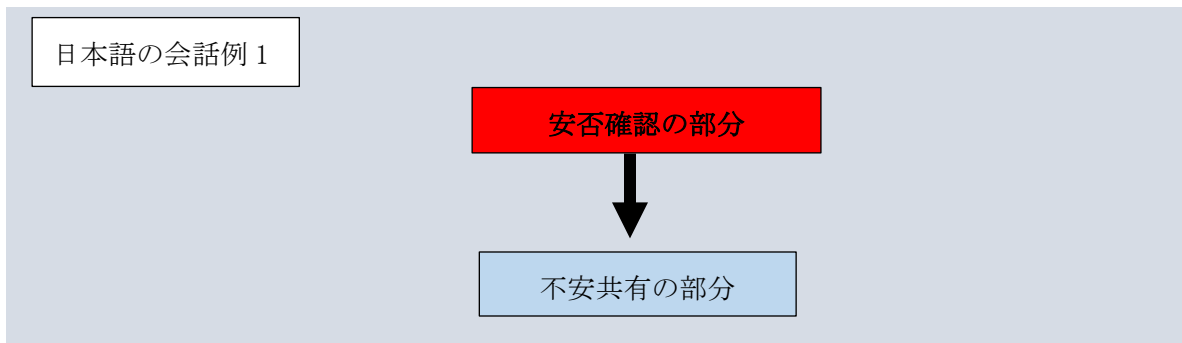 日本語の会話例 1
安否確認の部分
不安共有の部分